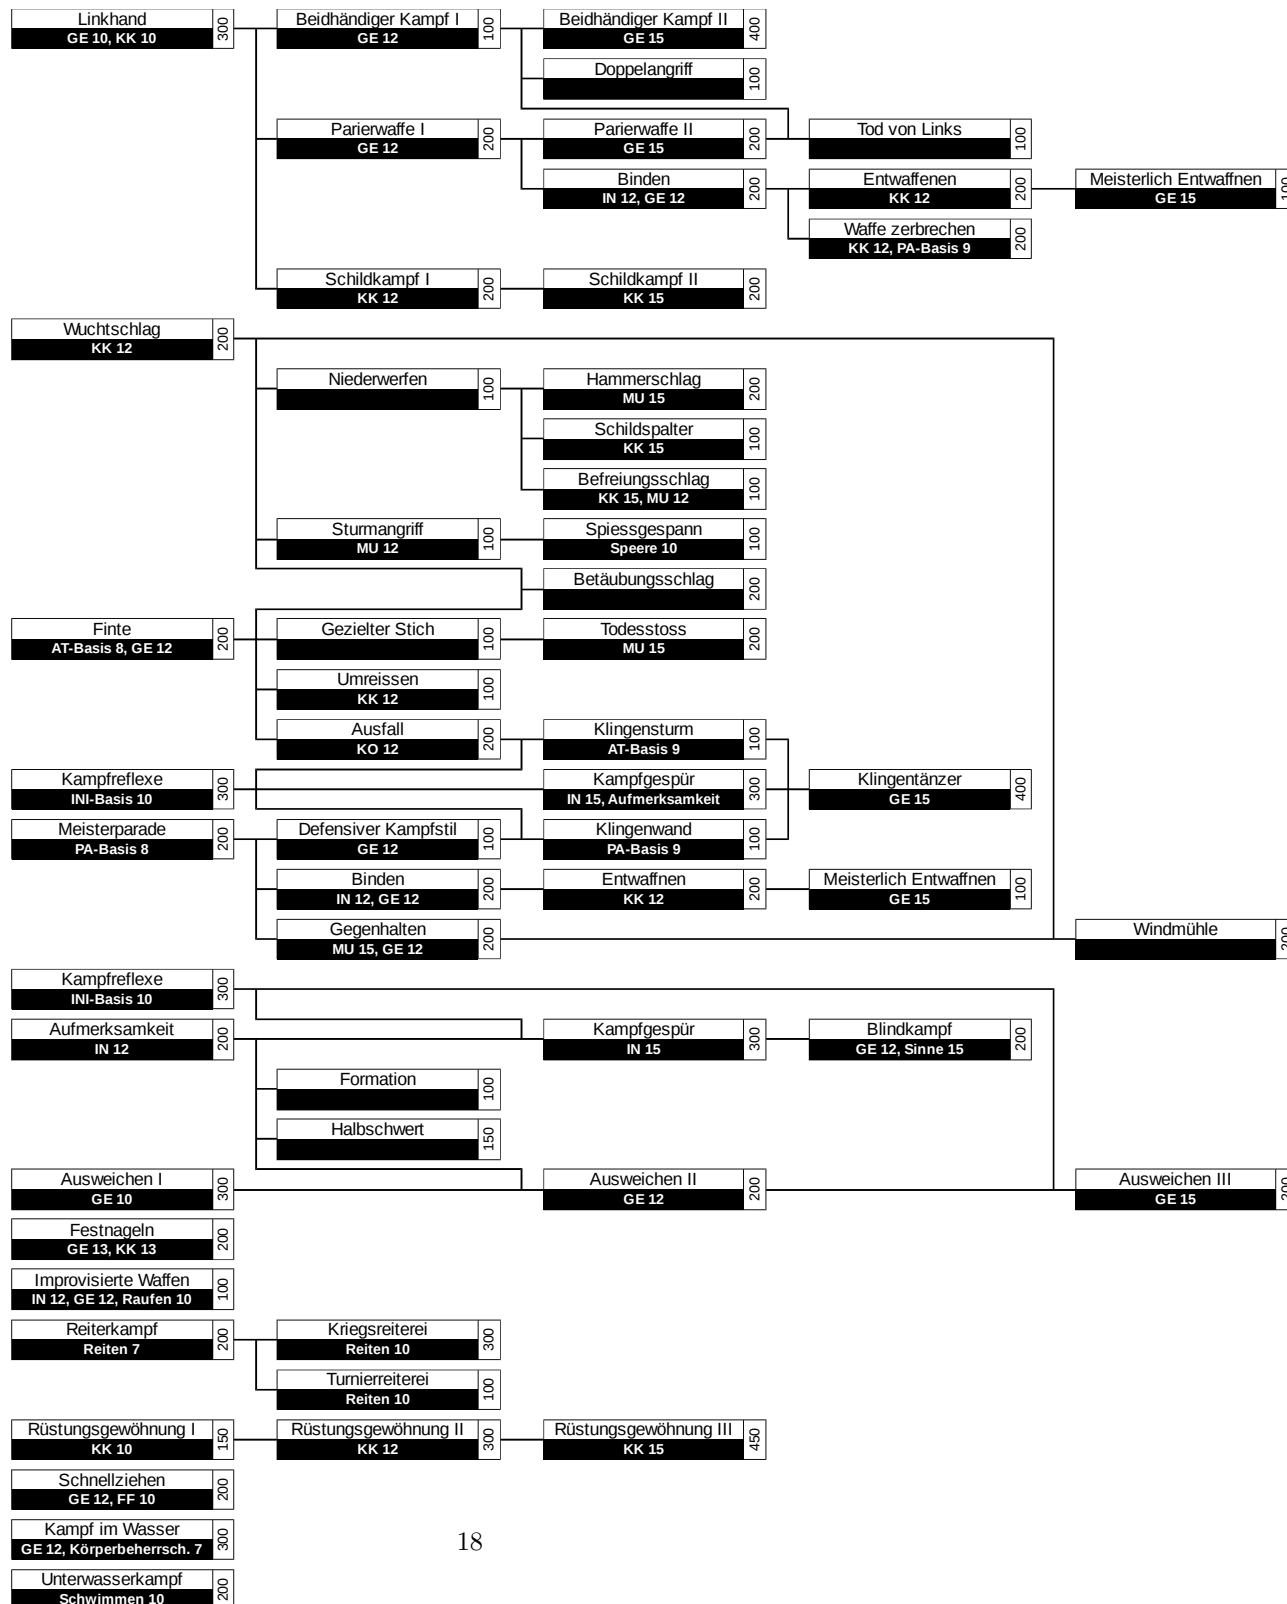 Linkhand
GE 10, KK 10
300
Beidhändiger Kampf I
GE 12
100
Beidhändiger Kampf II
GE 15
400
Doppelangriff
100
Parierwaffe I
GE 12
200
Parierwaffe II
GE 15
200
Tod von Links
100
Binden
IN 12, GE 12
200
Entwaffenen
KK 12
200
Meisterlich Entwaffnen
GE 15
100
Waffe zerbrechen
KK 12, PA-Basis 9
200
Schildkampf I
KK 12
200
Schildkampf II
KK 15
200
Wuchtschlag
KK 12
200
Niederwerfen
100
Hammerschlag
MU 15
200
Schildspalter
KK 15
100
Befreiungsschlag
KK 15, MU 12
100
Sturmangriff
MU 12
100
Spiessgespann
Speere 10
100
Betäubungsschlag
200
Finte
AT-Basis 8, GE 12
200
Gezielter Stich
100
Todesstoss
MU 15
200
Umreissen
KK 12
100
Ausfall
KO 12
200
Klingensturm
AT-Basis 9
100
Kampfreflexe
INI-Basis 10
300
Kampfgespür
IN 15, Aufmerksamkeit
300
Klingentänzer
GE 15
400
Meisterparade
PA-Basis 8
200
Defensiver Kampfstil
GE 12
100
Klingenwand
PA-Basis 9
100
Binden
IN 12, GE 12
200
Entwaffnen
KK 12
200
Meisterlich Entwaffnen
GE 15
100
Gegenhalten
MU 15, GE 12
200
Windmühle
200
Kampfreflexe
INI-Basis 10
300
Aufmerksamkeit
IN 12
200
Kampfgespür
IN 15
300
Blindkampf
GE 12, Sinne 15
200
Formation
100
Halbschwert
150
Ausweichen I
GE 10
300
Ausweichen II
GE 12
200
Ausweichen III
GE 15
300
Festnageln
GE 13, KK 13
200
Improvisierte Waffen
IN 12, GE 12, Raufen 10
100
Reiterkampf
Reiten 7
200
Kriegsreiterei
Reiten 10
300
Turnierreiterei
Reiten 10
100
Rüstungsgewöhnung I
KK 10
150
Rüstungsgewöhnung II
KK 12
300
Rüstungsgewöhnung III
KK 15
450
Schnellziehen
GE 12, FF 10
200
Kampf im Wasser
GE 12, Körperbeherrsch. 7
300
18
Unterwasserkampf
Schwimmen 10
200